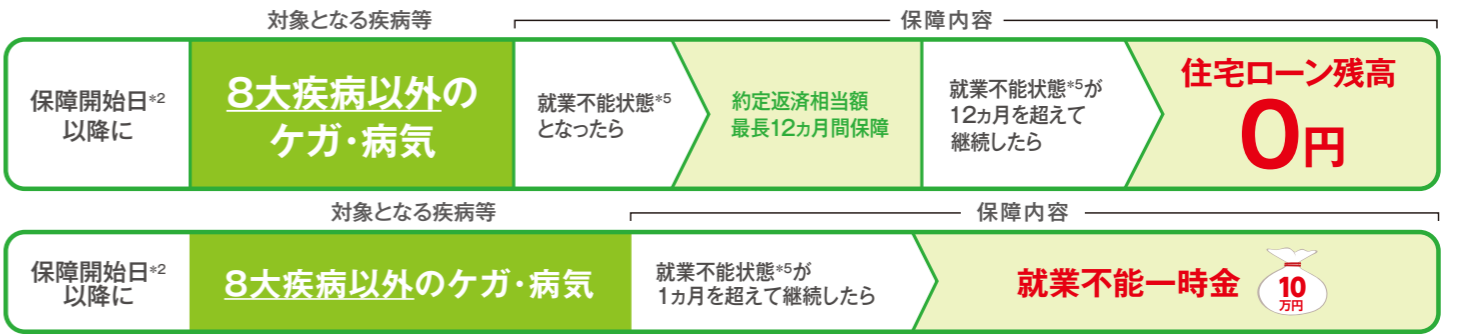 対象となる疾病等
保障内容
保障開始日*2
以降に
8大疾病以外の
ケガ・病気
就業不能状態*5
となったら
約定返済相当額
最長12ヵ月間保障
就業不能状態*5が
12ヵ月を超えて
継続したら
住宅ローン残高
0円
対象となる疾病等
保障内容
保障開始日*2
以降に
8大疾病以外のケガ・病気
就業不能状態*5が
1ヵ月を超えて継続したら
就業不能一時金
10
万円